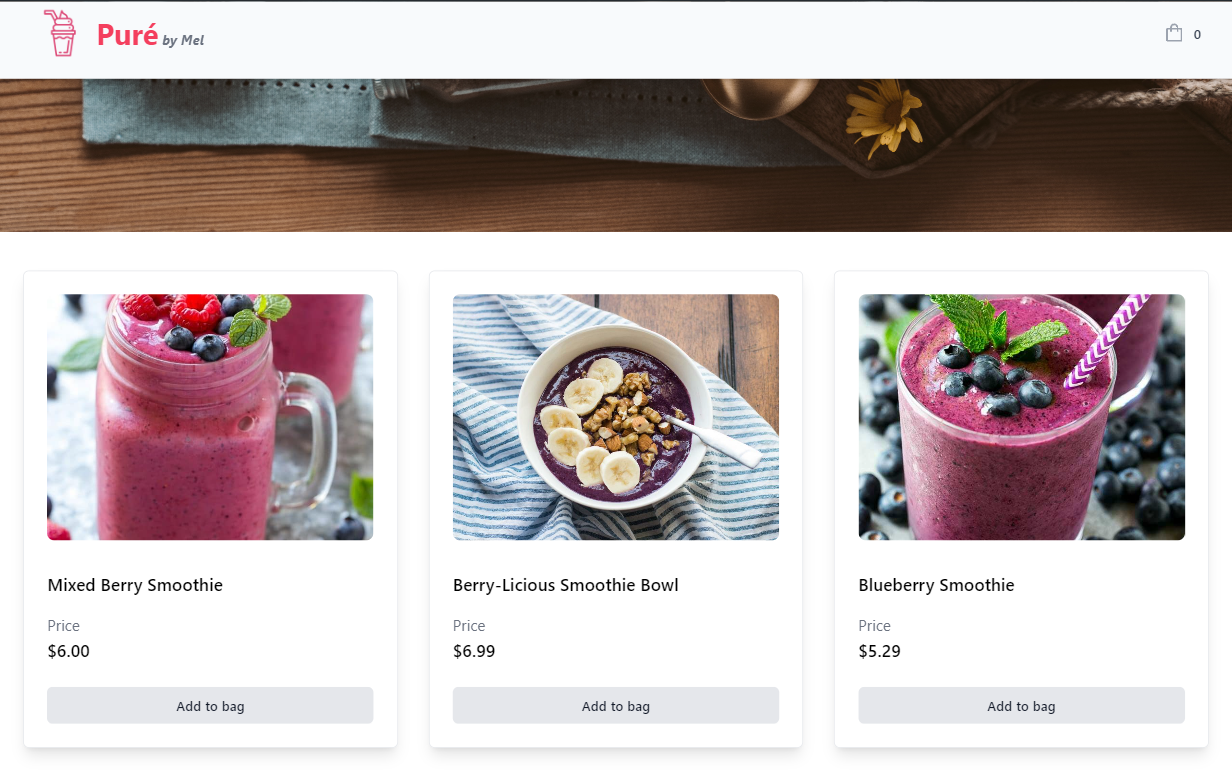 Puré by Mel
0
Mixed Berry Smoothie
Price
$6.00
Add to bag
Berry-Licious Smoothie Bowl
Price
$6.99
Add to bag
Blueberry Smoothie
Price
$5.29
Add to bag